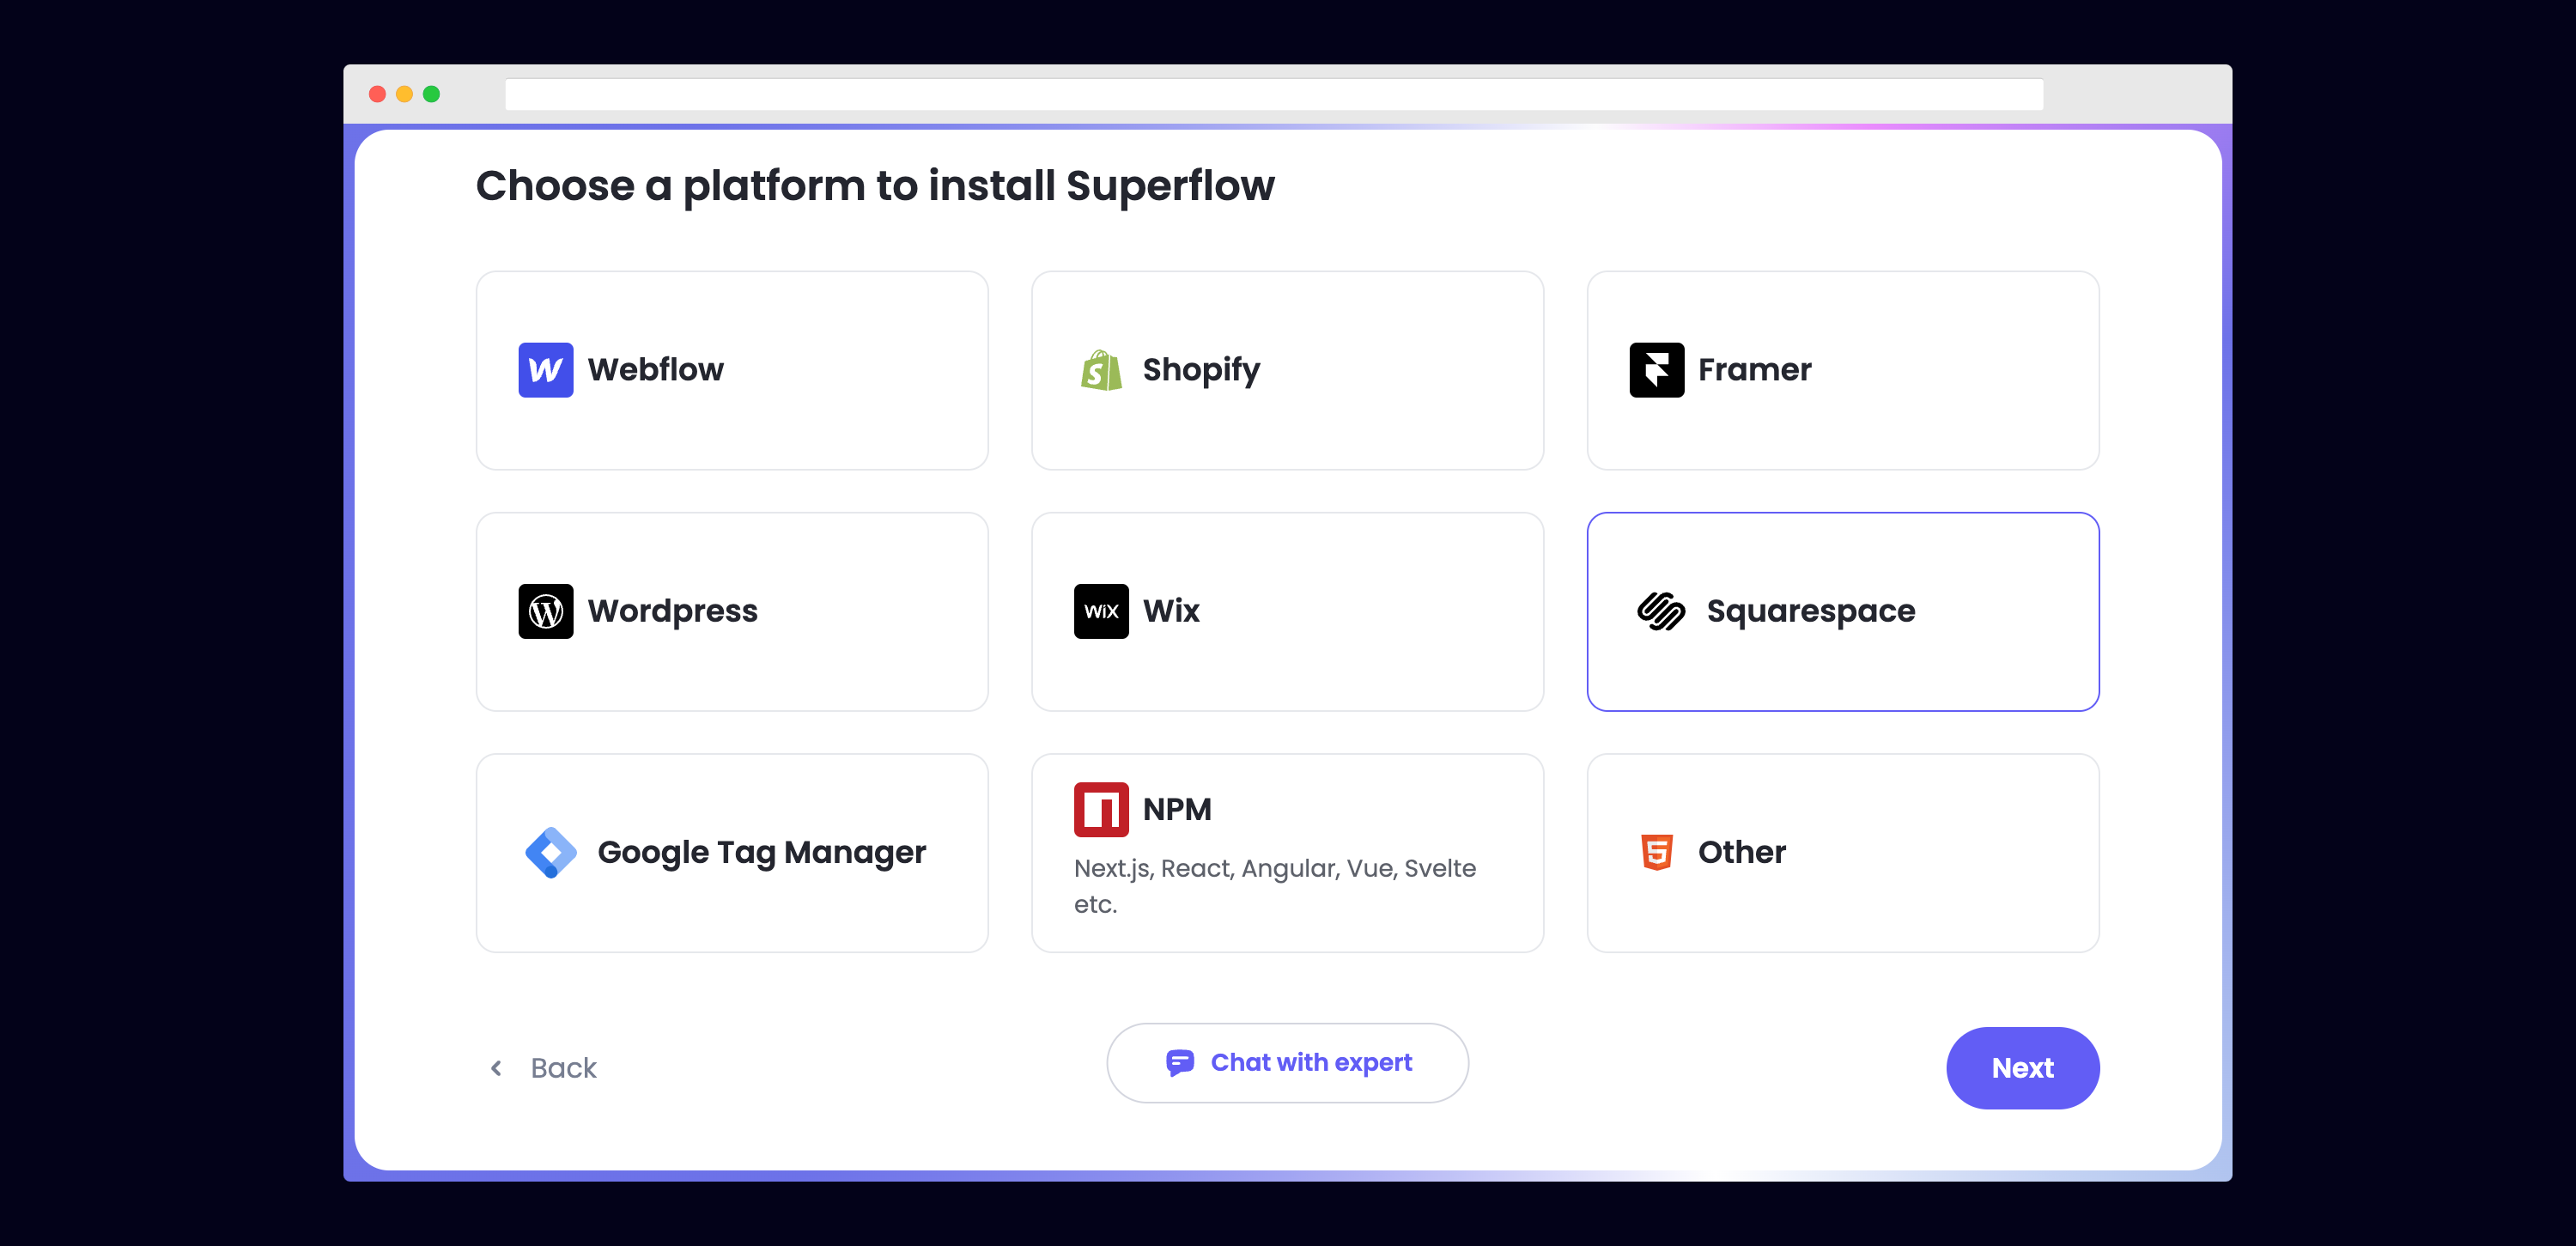 Choose a platform to install Superflow
Webflow
Shopify
Framer
Wordpress
WiX
Wix
Squarespace
Google Tag Manager
NPM
Next.js, React, Angular, Vue, Svelte
etc.
Other
Back
Chat with expert
Next